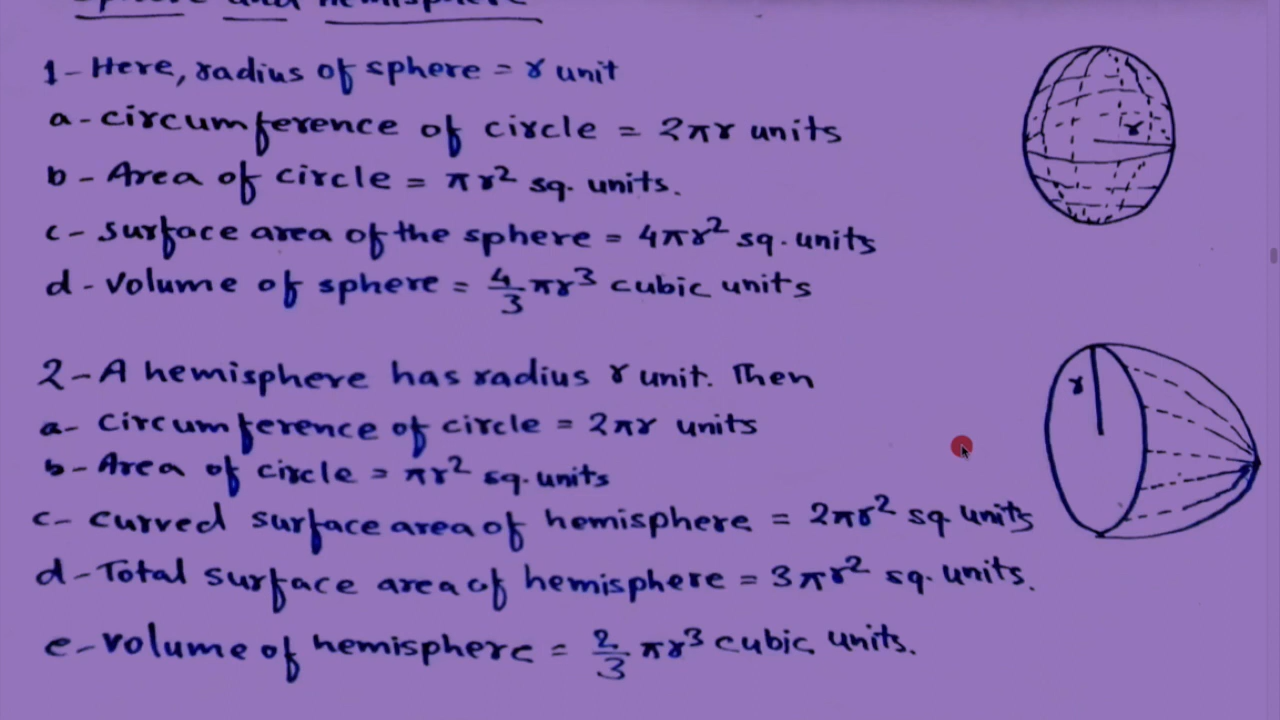 sphere and hemisphere
1- Here, radius of sphere = r unit
a- circumference of circle = 2πr units
b - Area of circle = πr² sq. units.
c - surface area of the sphere = 4πr² sq. units
d - volume of sphere = 4/3 πr³ cubic units
r
2- A hemisphere has radius r unit. Then
a- circumference of circle = 2πr units
b- Area of circle = πr² sq. units
c- curved surface area of hemisphere = 2πr² sq. units
d- Total surface area of hemisphere = 3πr² sq. units.
e- volume of hemisphere = 2/3 πr³ cubic units.
r